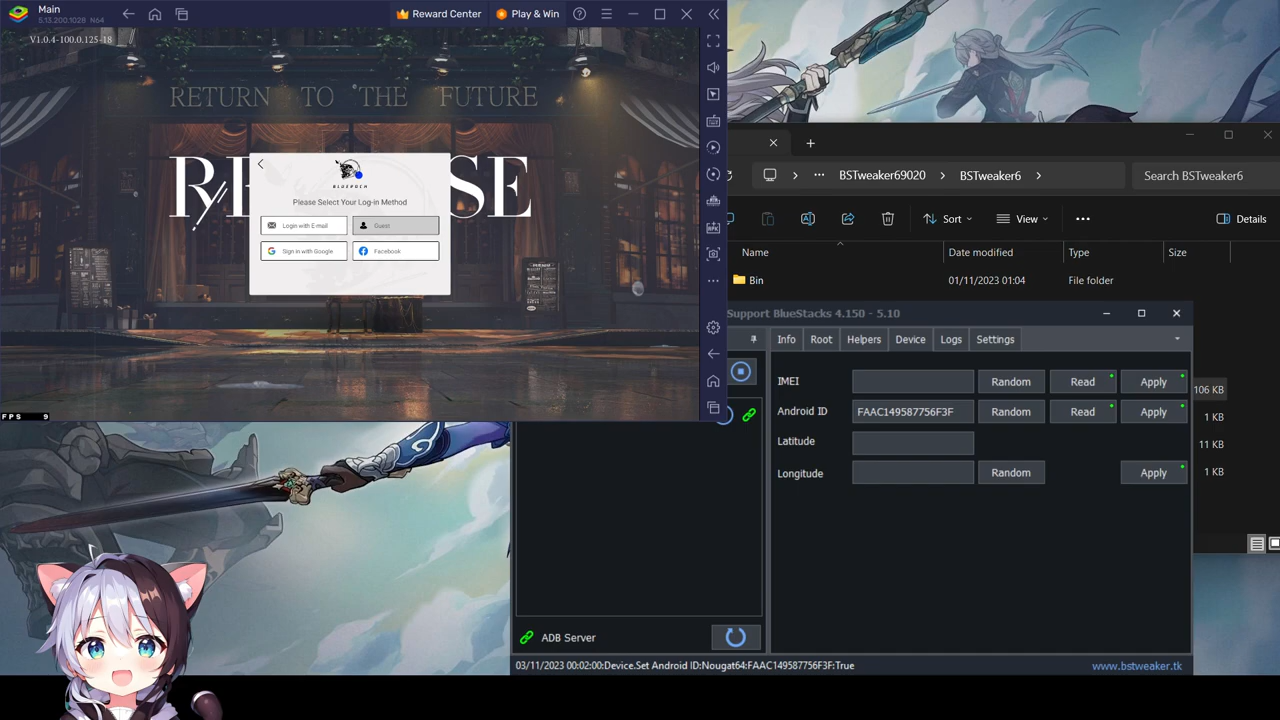 Main
5.13.200.1028 N64
Reward Center
Play & Win
V1.0.4-100.0.125-18
RETURN TO THE FUTURE
RE SE
BLUEPOCH
Please Select Your Log-in Method
Login with E-mail
Guest
Sign in with Google
Facebook
FPS 9
BSTweaker69020
BSTweaker6
Search BSTweaker6
Sort
View
Details
Name
Date modified
Type
Size
Bin
01/11/2023 01:04
File folder
106 KB
1 KB
11 KB
1 KB
Support BlueStacks 4.150 - 5.10
Info
Root
Helpers
Device
Logs
Settings
IMEI
Random
Read
Apply
Android ID
FAAC149587756F3F
Random
Read
Apply
Latitude
Longitude
Random
Apply
ADB Server
03/11/2023 00:02:00:Device.Set Android ID:Nougat64:FAAC149587756F3F:True
www.bstweaker.tk